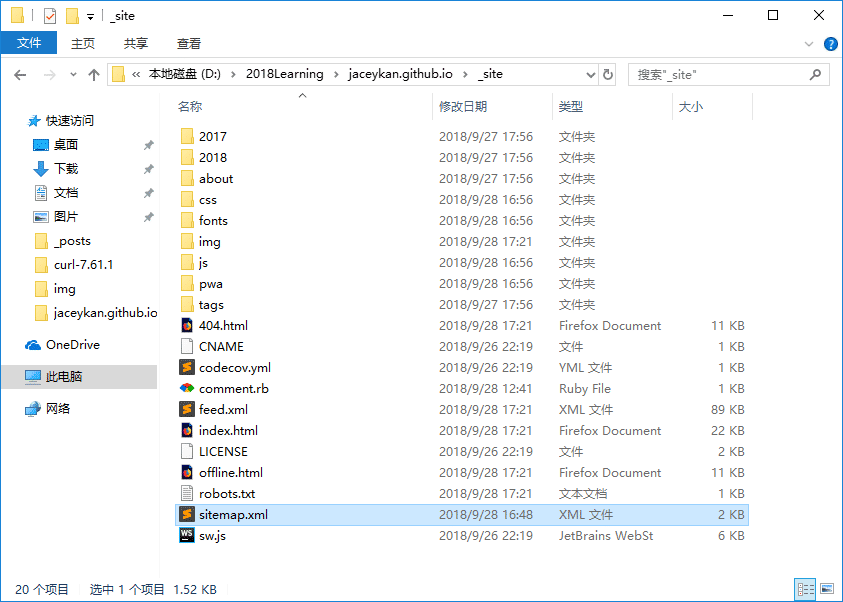 _site
文件 主页 共享 查看
« 本地磁盘 (D:) › 2018Learning › jaceykan.github.io › _site 搜索"_site"
名称 修改日期 类型 大小
快速访问
桌面
下载
文档
图片
_posts
curl-7.61.1
img
jaceykan.github.io
OneDrive
此电脑
网络
2017 2018/9/27 17:56 文件夹
2018 2018/9/27 17:56 文件夹
about 2018/9/27 17:56 文件夹
css 2018/9/28 16:56 文件夹
fonts 2018/9/28 16:56 文件夹
img 2018/9/28 17:21 文件夹
js 2018/9/28 16:56 文件夹
pwa 2018/9/28 16:56 文件夹
tags 2018/9/27 17:56 文件夹
404.html 2018/9/28 17:21 Firefox Document 11 KB
CNAME 2018/9/26 22:19 文件 1 KB
codecov.yml 2018/9/26 22:19 YML 文件 1 KB
comment.rb 2018/9/28 12:41 Ruby File 1 KB
feed.xml 2018/9/28 17:21 XML 文件 89 KB
index.html 2018/9/28 17:21 Firefox Document 22 KB
LICENSE 2018/9/26 22:19 文件 2 KB
offline.html 2018/9/28 17:21 Firefox Document 11 KB
robots.txt 2018/9/28 17:21 文本文档 1 KB
sitemap.xml 2018/9/28 16:48 XML 文件 2 KB
sw.js 2018/9/26 22:19 JetBrains WebSt 6 KB
20 个项目 选中 1 个项目 1.52 KB